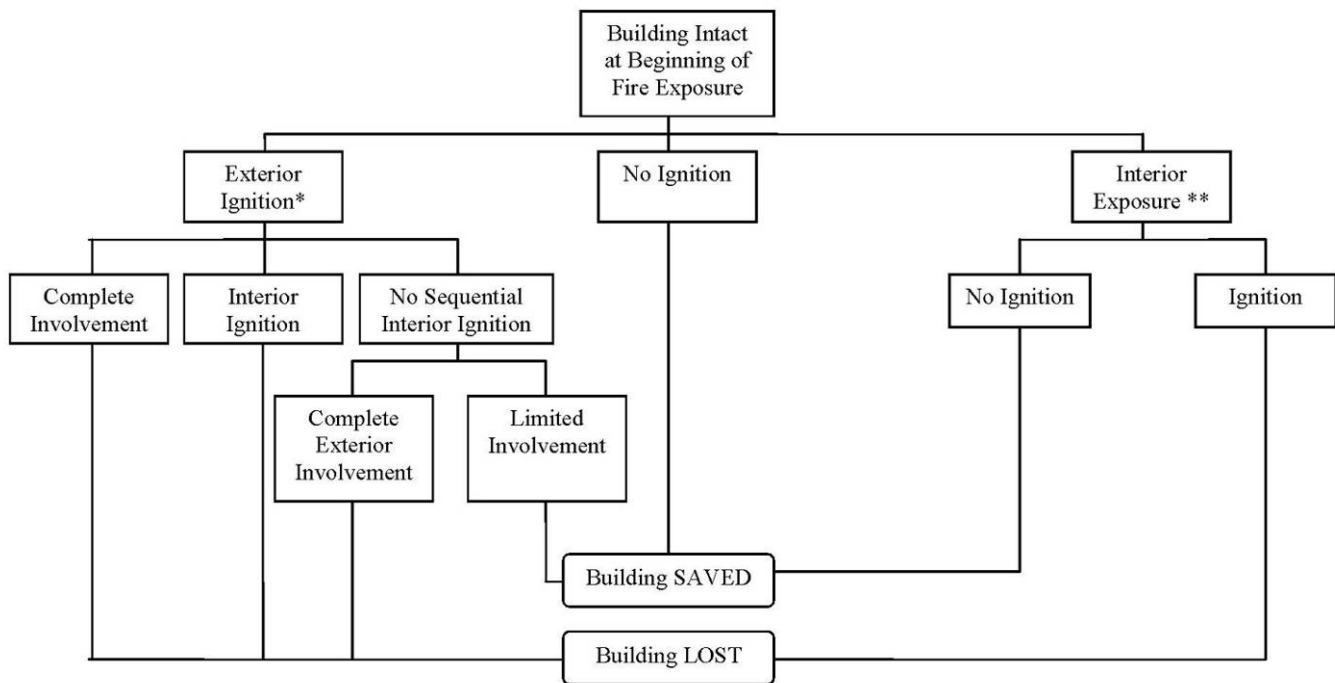 Building Intact
at Beginning of
Fire Exposure
Exterior
Ignition*
No Ignition
Interior
Exposure **
Complete
Involvement
Interior
Ignition
No Sequential
Interior Ignition
No Ignition
Ignition
Complete
Exterior
Involvement
Limited
Involvement
Building SAVED
Building LOST